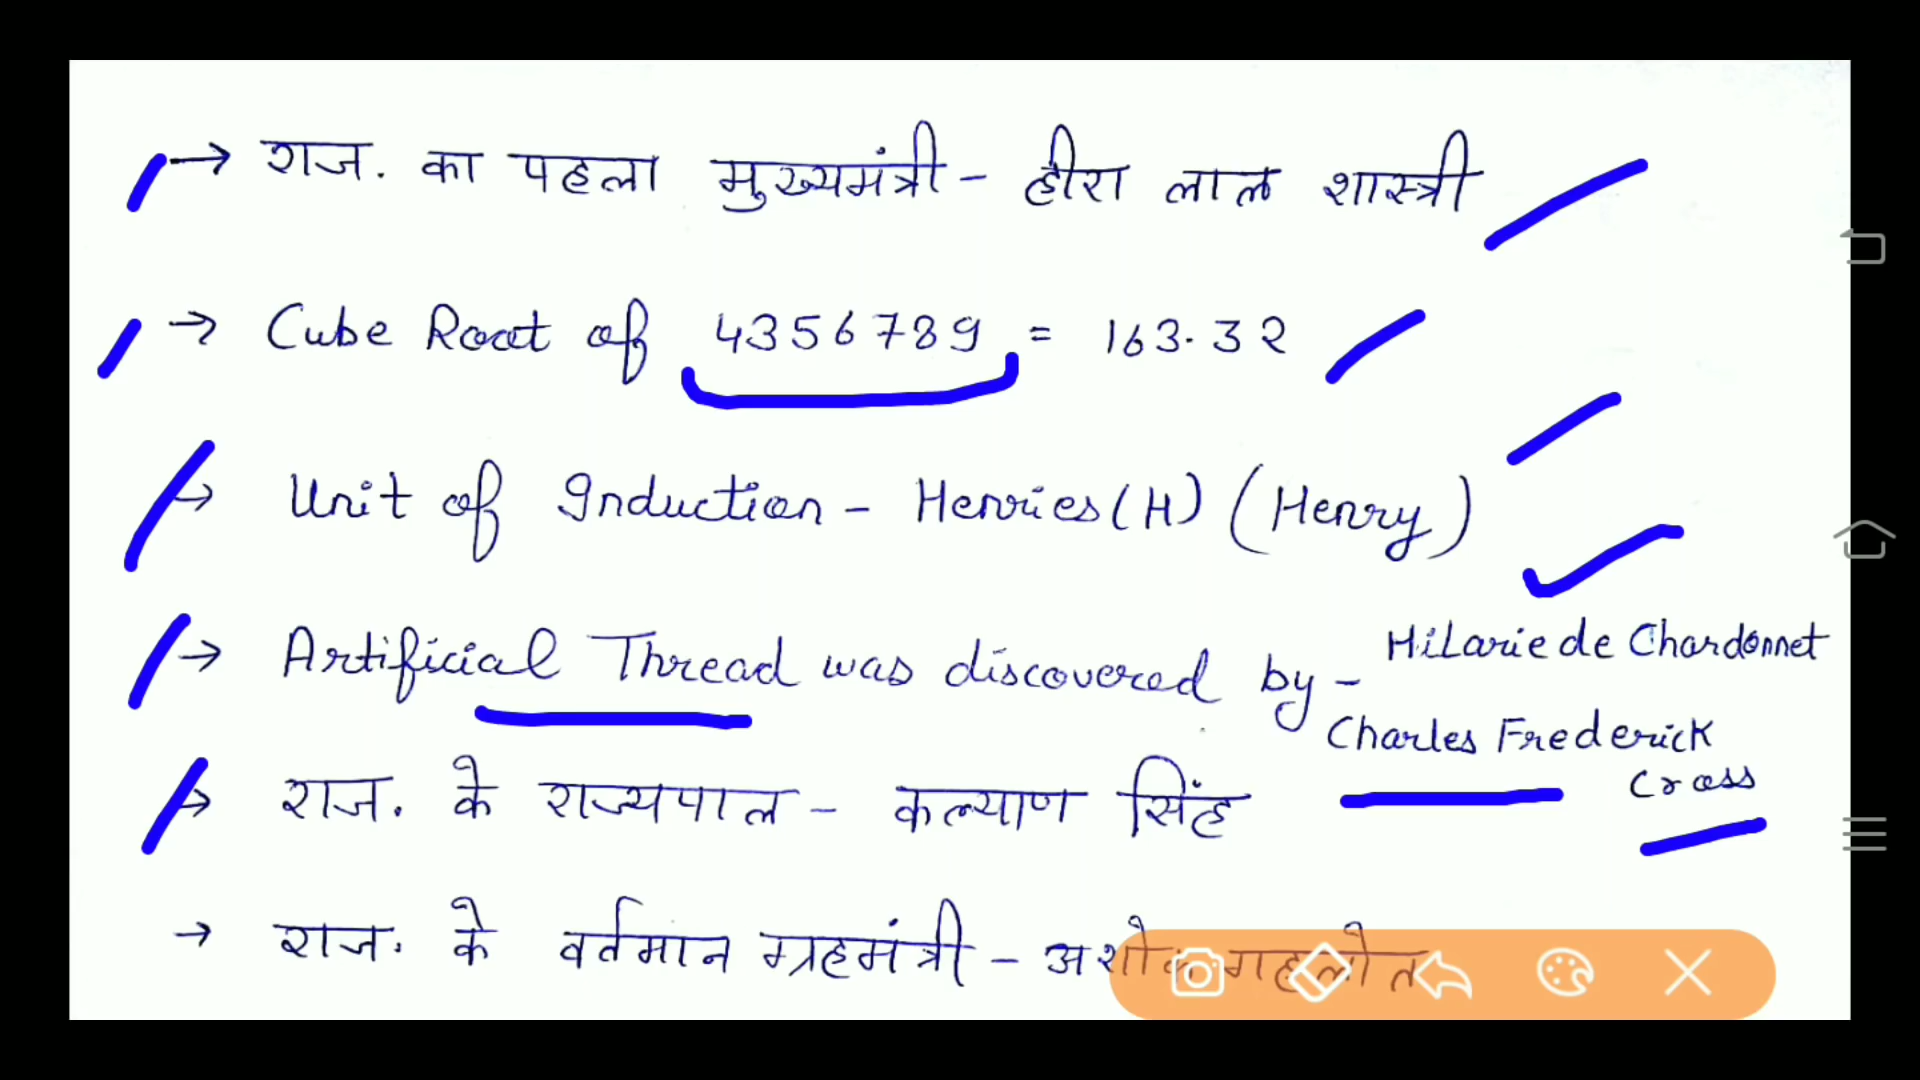 → राज. का पहला मुख्यमंत्री - हीरा लाल शास्त्री
→ Cube Root of 4356789 = 163.32
→ Unit of Induction - Henries (H) (Henry)
→ Artificial Thread was discovered by - Hilarie de Chardonnet
Charles Frederick
Cross
→ राज. के राज्यपाल - कल्याण सिंह
→ राज. के वर्तमान ग्रहमंत्री - अशोक गहलोत